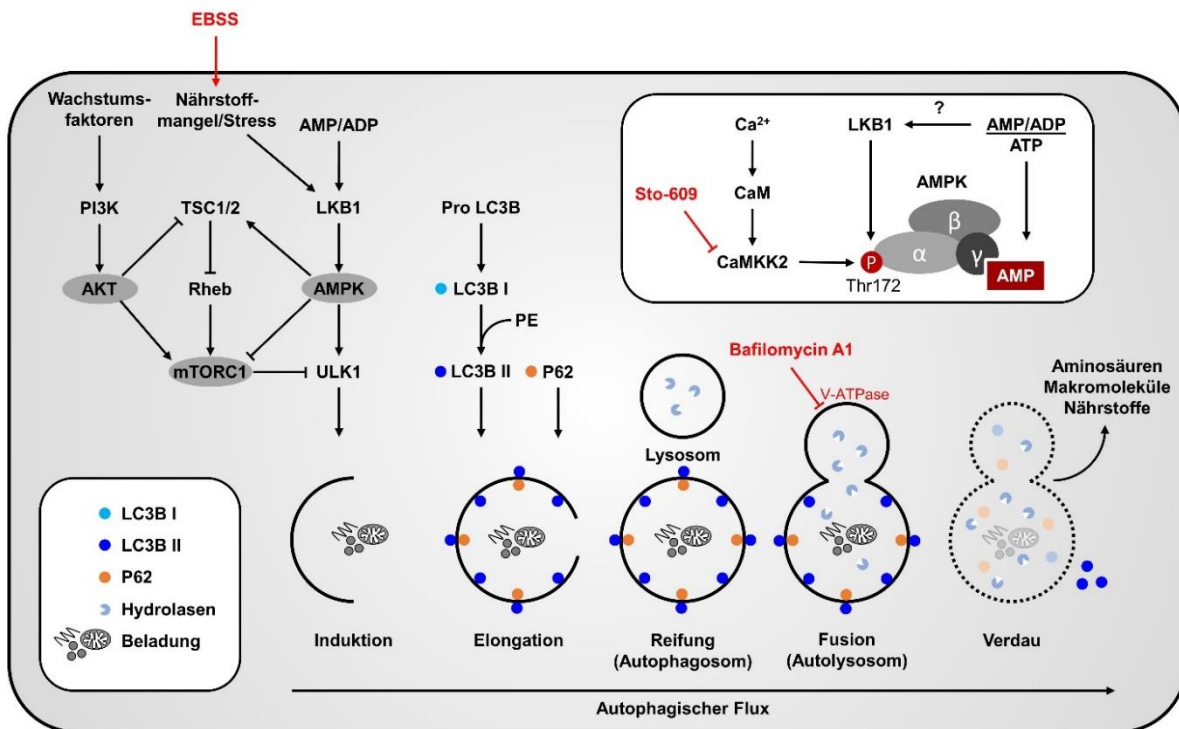 EBSS
Wachstums-
faktoren
Nährstoff-
mangel/Stress
AMP/ADP
PI3K
TSC1/2
LKB1
AKT
Rheb
AMPK
mTORC1
ULK1
Pro LC3B
LC3B I
PE
LC3B II
P62
Ca²⁺
CaM
CaMKK2
Sto-609
LKB1
?
AMP/ADP
ATP
AMPK
α
β
γ
P
Thr172
AMP
Bafilomycin A1
V-ATPase
Lysosom
Aminosäuren
Makromoleküle
Nährstoffe
LC3B I
LC3B II
P62
Hydrolasen
Beladung
Induktion
Elongation
Reifung
(Autophagosom)
Fusion
(Autolysosom)
Verdau
Autophagischer Flux